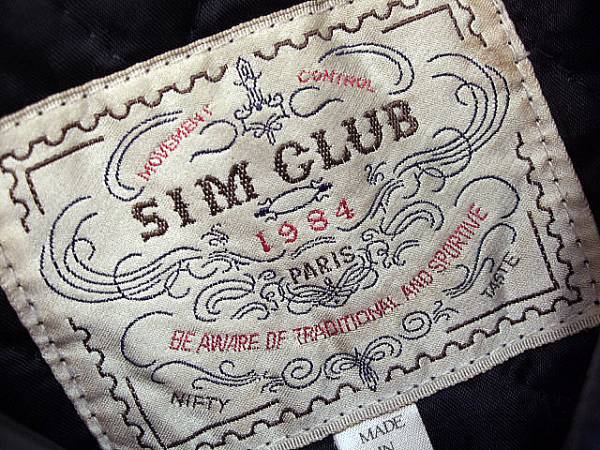 MOVEMENT CONTROL
SIM CLUB
1984
PARIS
BE AWARE OF TRADITIONAL AND SPORTIVE
NIFTY TASTE
MADE
IN